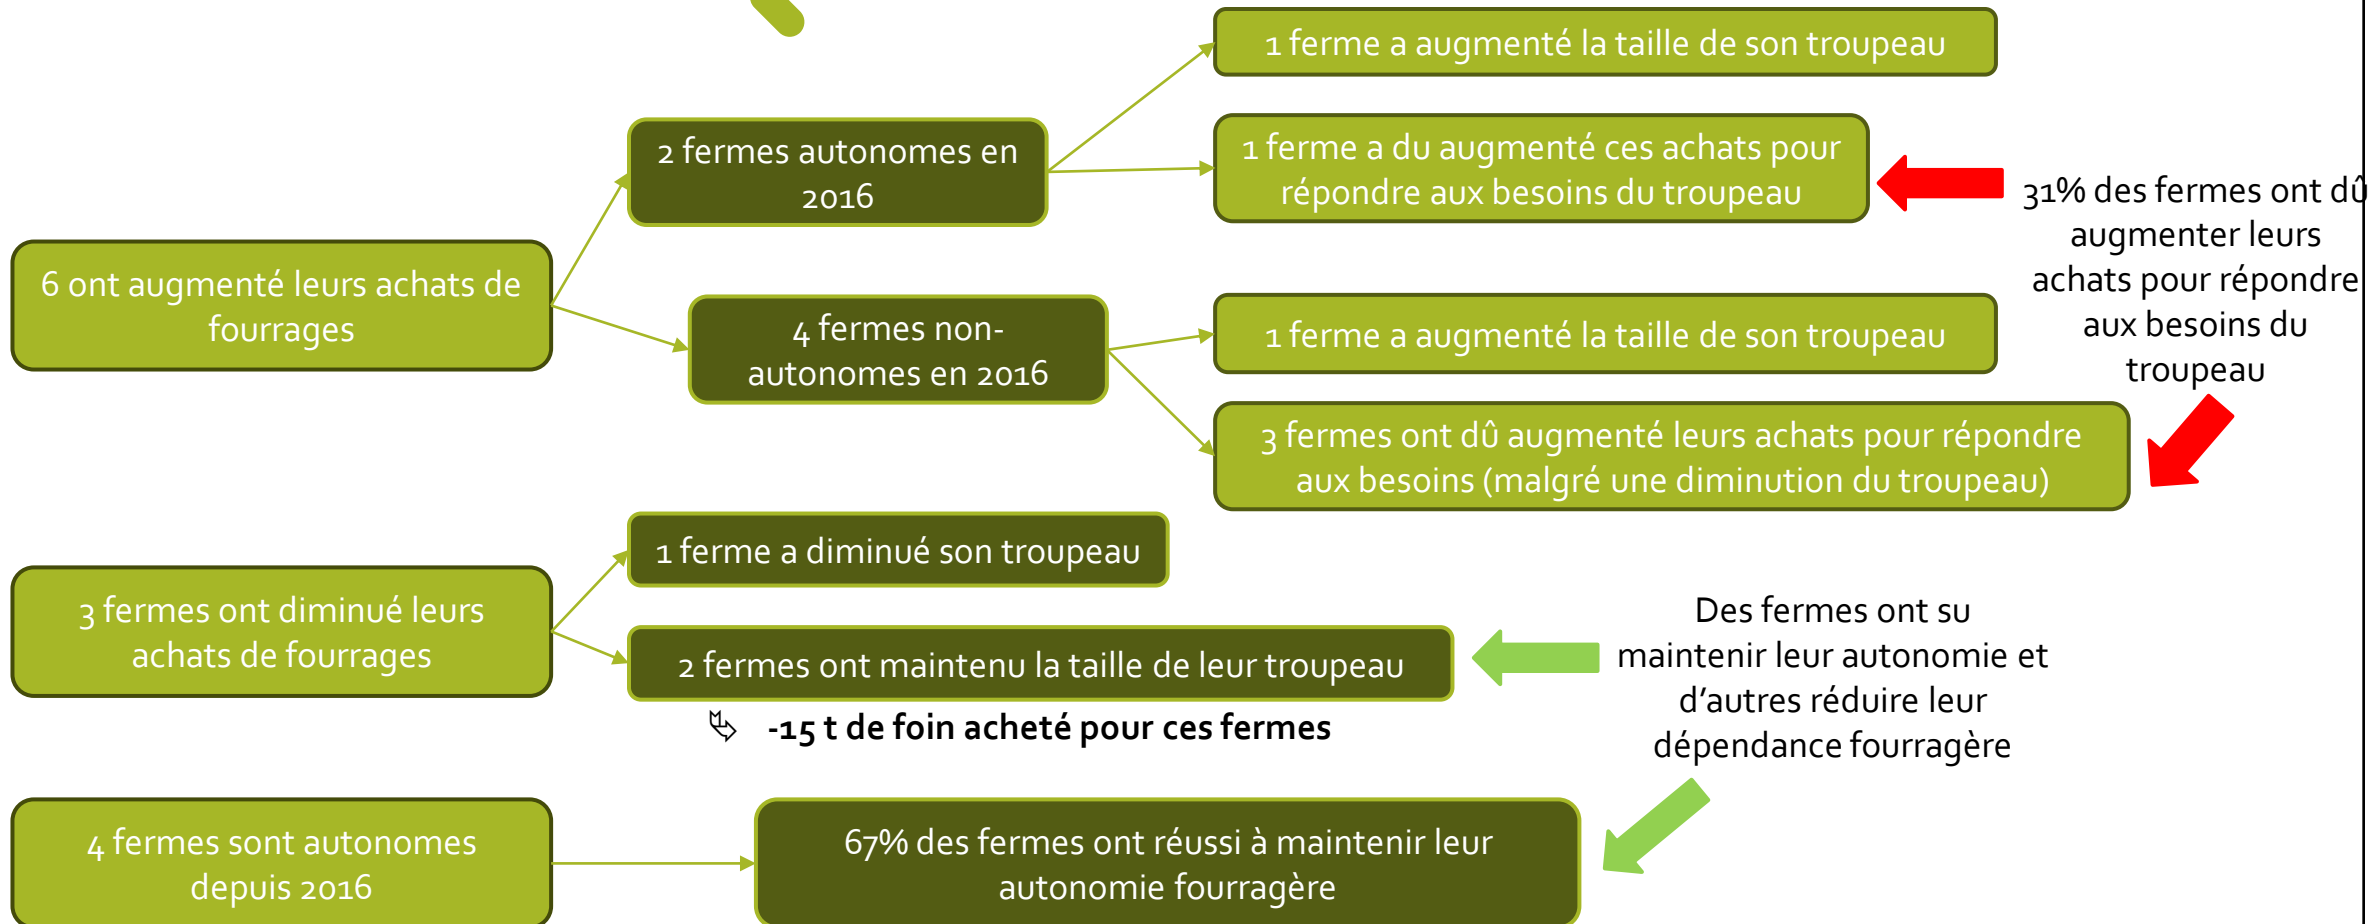 6 ont augmenté leurs achats de
fourrages
2 fermes autonomes en
2016
1 ferme a augmenté la taille de son troupeau
1 ferme a du augmenté ces achats pour
répondre aux besoins du troupeau
4 fermes non-
autonomes en 2016
1 ferme a augmenté la taille de son troupeau
3 fermes ont dû augmenté leurs achats pour répondre
aux besoins (malgré une diminution du troupeau)
31% des fermes ont dû
augmenter leurs
achats pour répondre
aux besoins du
troupeau
3 fermes ont diminué leurs
achats de fourrages
1 ferme a diminué son troupeau
2 fermes ont maintenu la taille de leur troupeau
-15 t de foin acheté pour ces fermes
Des fermes ont su
maintenir leur autonomie et
d’autres réduire leur
dépendance fourragère
4 fermes sont autonomes
depuis 2016
67% des fermes ont réussi à maintenir leur
autonomie fourragère